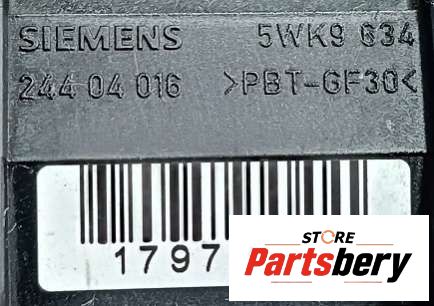 SIEMENS 5WK9 634
244 04 016 >PBT-GF30<
1797
STORE
Partsbery